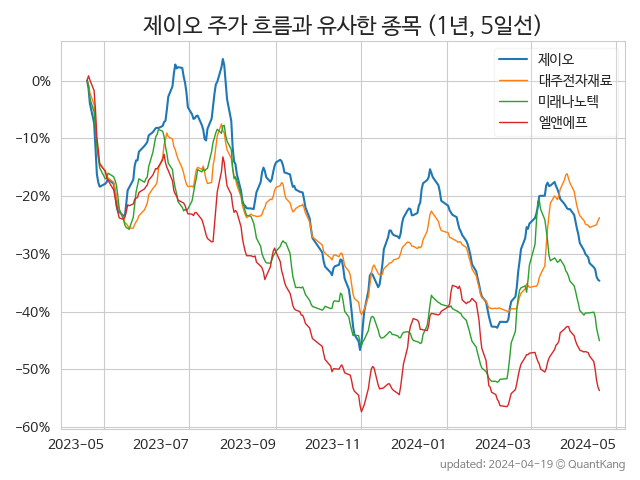 제이오 주가 흐름과 유사한 종목 (1년, 5일선)
제이오
대주전자재료
미래나노텍
엘앤에프
0%
−10%
−20%
−30%
−40%
−50%
−60%
2023-05 2023-07 2023-09 2023-11 2024-01 2024-03 2024-05
updated: 2024-04-19 © QuantKang